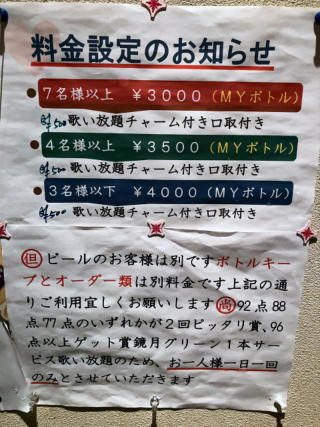 料金設定のお知らせ
7名様以上 ¥3000(MYボトル)
歌い放題チャーム付き口取付き
4名様以上 ¥3500(MYボトル)
歌い放題チャーム付き口取付き
3名様以下 ¥4000(MYボトル)
歌い放題チャーム付き口取付き
但ビールのお客様は別ですボトルキー
プとオーダー類は別料金です上記の通
りご利用宜しくお願いします尚92点88
点77点のいずれかが2回ピッタリ賞、96
点以上ゲット賞鏡月グリーン1本サー
ビス歌い放題のため、お一人様一日一回
のみとさせていただきます